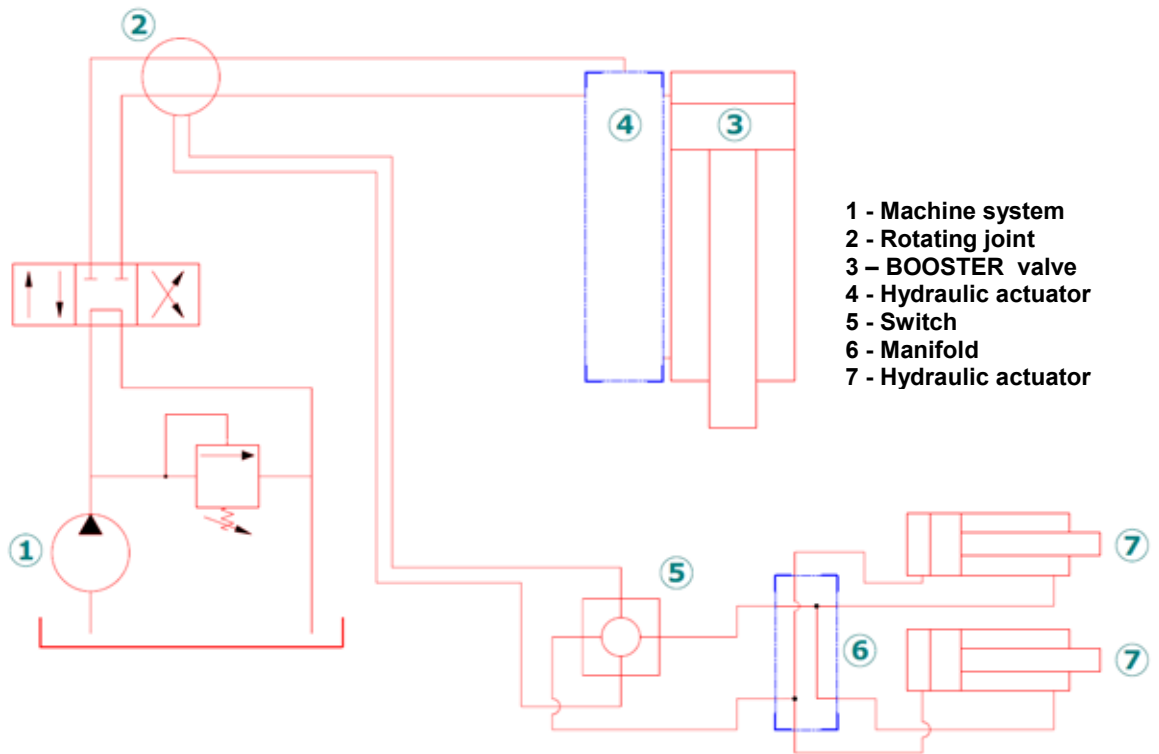 ②
④
③
1 - Machine system
2 - Rotating joint
3 – BOOSTER valve
4 - Hydraulic actuator
5 - Switch
6 - Manifold
7 - Hydraulic actuator
①
⑤
⑦
⑥
⑦